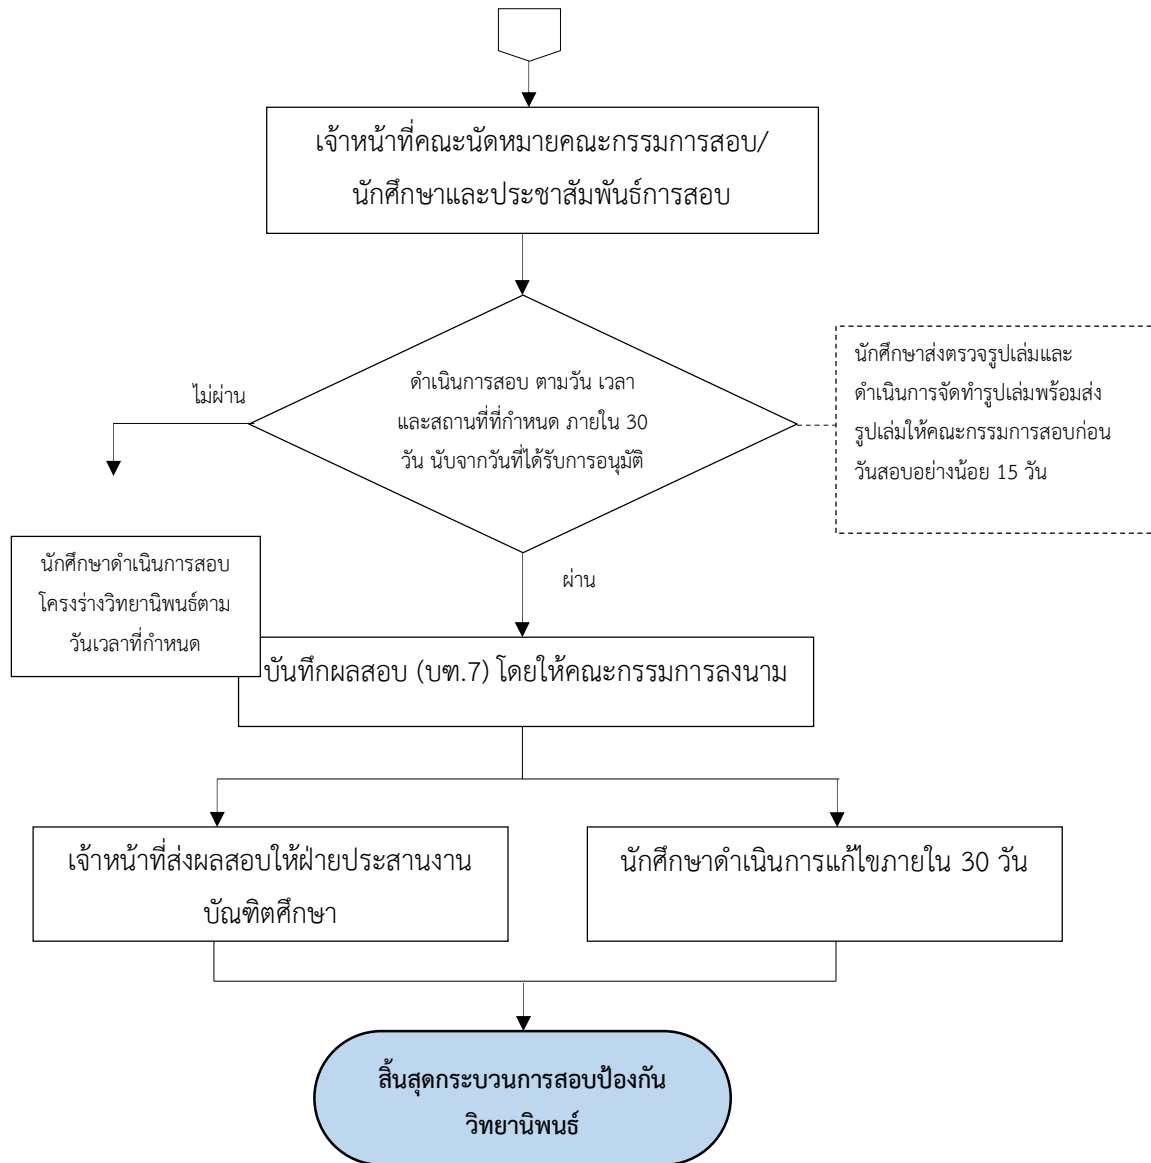 เจ้าหน้าที่คณะนัดหมายคณะกรรมการสอบ/
นักศึกษาและประชาสัมพันธ์การสอบ
ไม่ผ่าน
ดำเนินการสอบ ตามวัน เวลา
และสถานที่ที่กำหนด ภายใน 30
วัน นับจากวันที่ได้รับการอนุมัติ
นักศึกษาส่งตรวจรูปเล่มและ
ดำเนินการจัดทำรูปเล่มพร้อมส่ง
รูปเล่มให้คณะกรรมการสอบก่อน
วันสอบอย่างน้อย 15 วัน
นักศึกษาดำเนินการสอบ
โครงร่างวิทยานิพนธ์ตาม
วันเวลาที่กำหนด
ผ่าน
บันทึกผลสอบ (บฑ.7) โดยให้คณะกรรมการลงนาม
เจ้าหน้าที่ส่งผลสอบให้ฝ่ายประสานงาน
บัณฑิตศึกษา
นักศึกษาดำเนินการแก้ไขภายใน 30 วัน
สิ้นสุดกระบวนการสอบป้องกัน
วิทยานิพนธ์